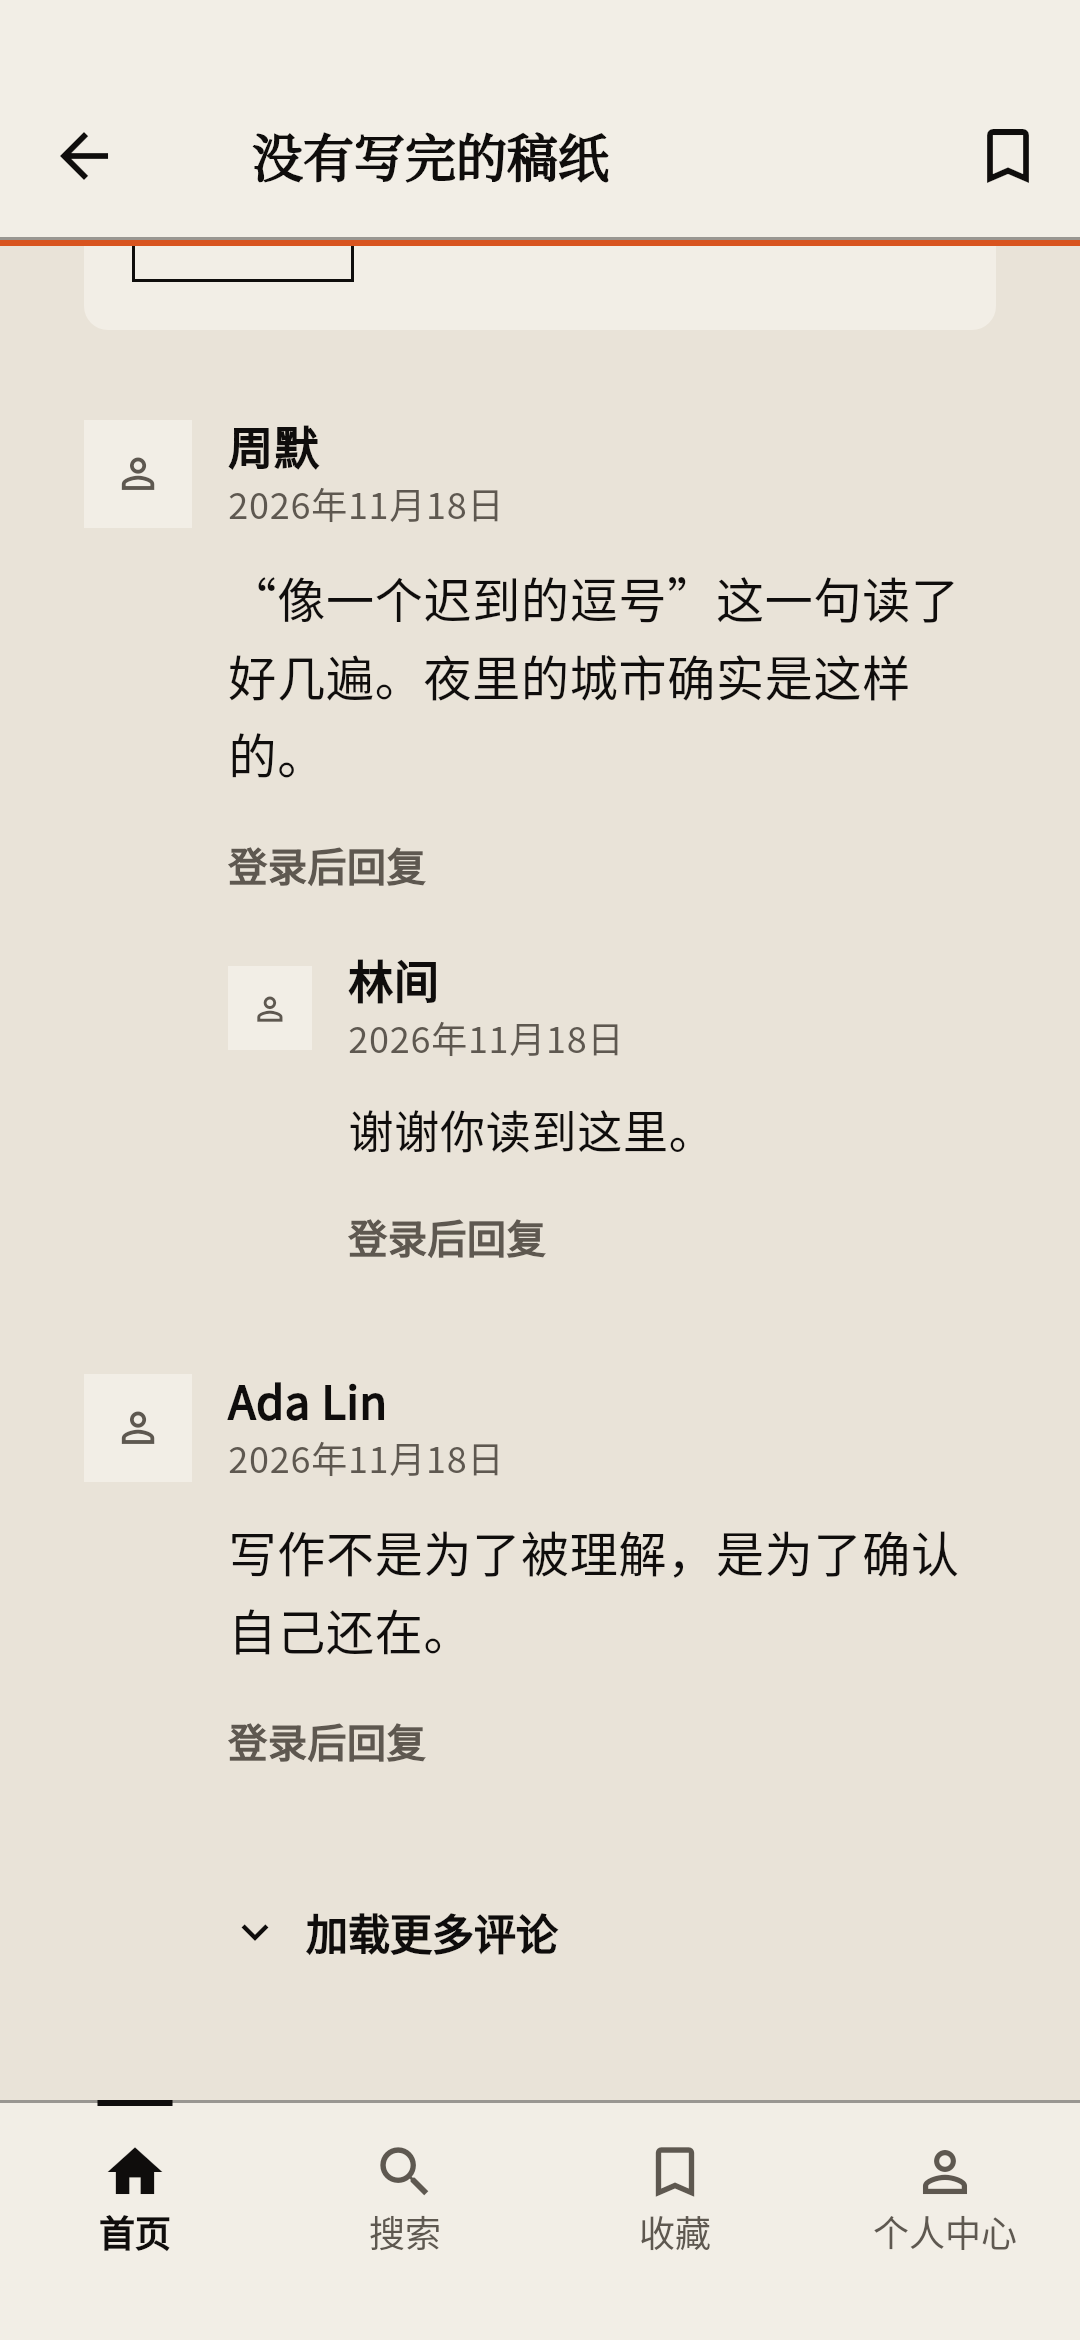 没有写完的稿纸
周默
2026年11月18日
“像一个迟到的逗号”这一句读了
好几遍。夜里的城市确实是这样
的。
登录后回复
林间
2026年11月18日
谢谢你读到这里。
登录后回复
Ada Lin
2026年11月18日
写作不是为了被理解，是为了确认
自己还在。
登录后回复
加载更多评论
首页
搜索
收藏
个人中心